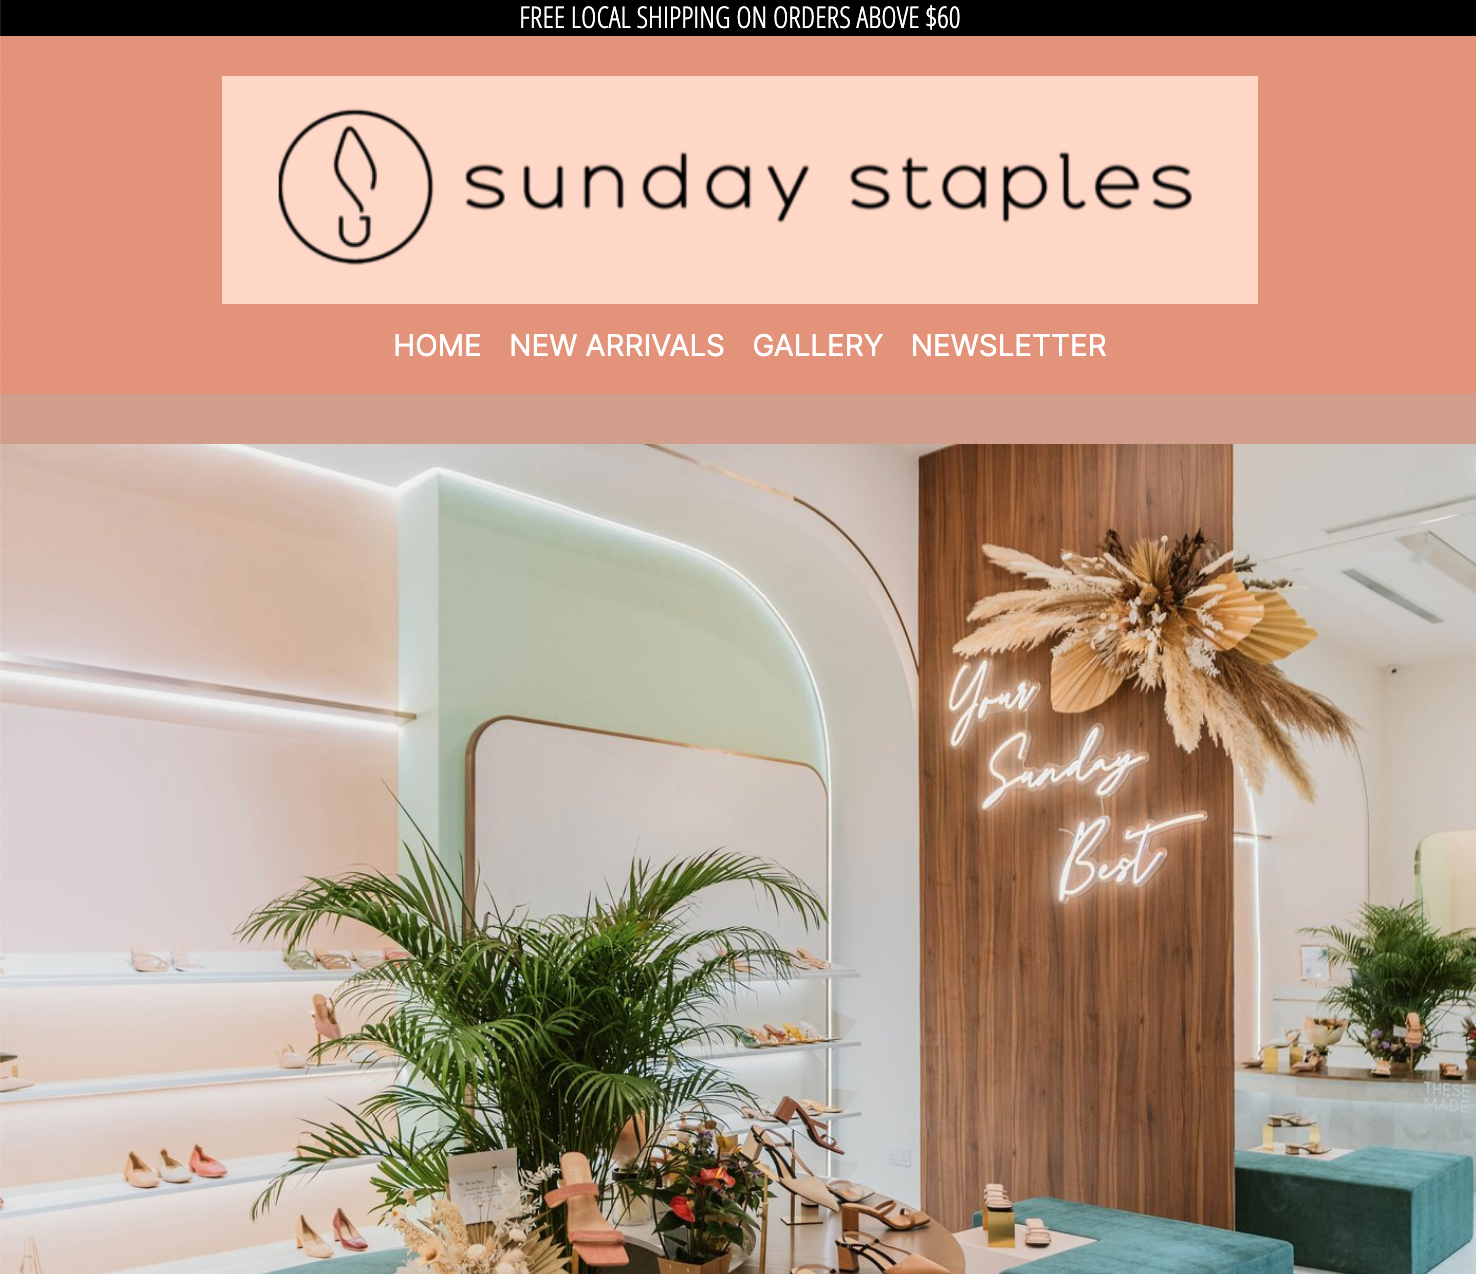 FREE LOCAL SHIPPING ON ORDERS ABOVE $60
sunday staples
HOME NEW ARRIVALS GALLERY NEWSLETTER
Your
Sunday
Best
THESE
MADE